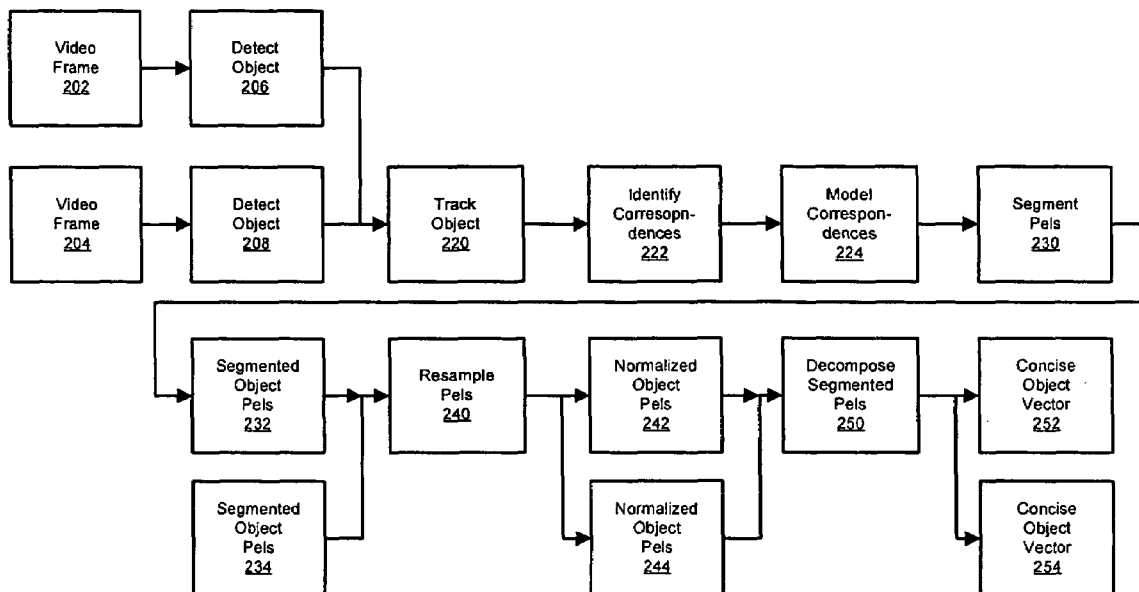 Video
Frame
202
Detect
Object
206
Video
Frame
204
Detect
Object
208
Track
Object
220
Identify
Corresopn-
dences
222
Model
Correspon-
dences
224
Segment
Pels
230
Segmented
Object
Pels
232
Resample
Pels
240
Normalized
Object
Pels
242
Decompose
Segmented
Pels
250
Concise
Object
Vector
252
Segmented
Object
Pels
234
Normalized
Object
Pels
244
Concise
Object
Vector
254